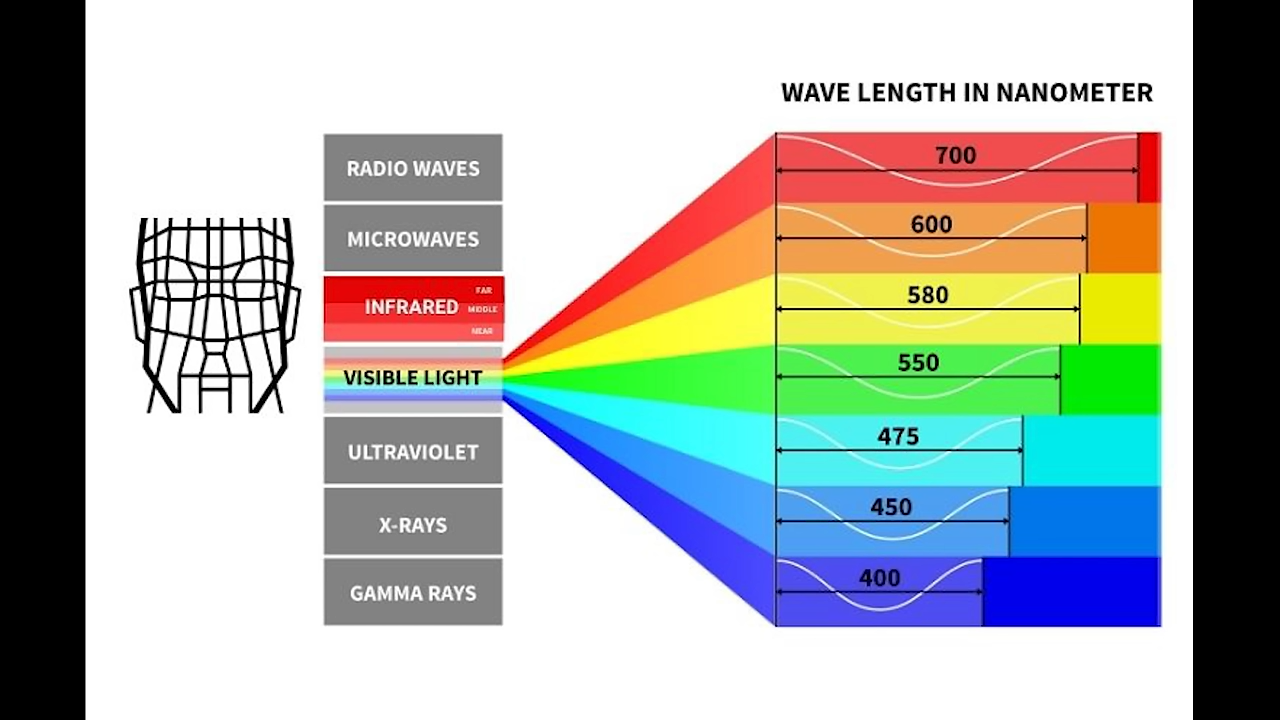 WAVE LENGTH IN NANOMETER
RADIO WAVES
MICROWAVES
INFRARED
FAR
MIDDLE
NEAR
VISIBLE LIGHT
ULTRAVIOLET
X-RAYS
GAMMA RAYS
700
600
580
550
475
450
400